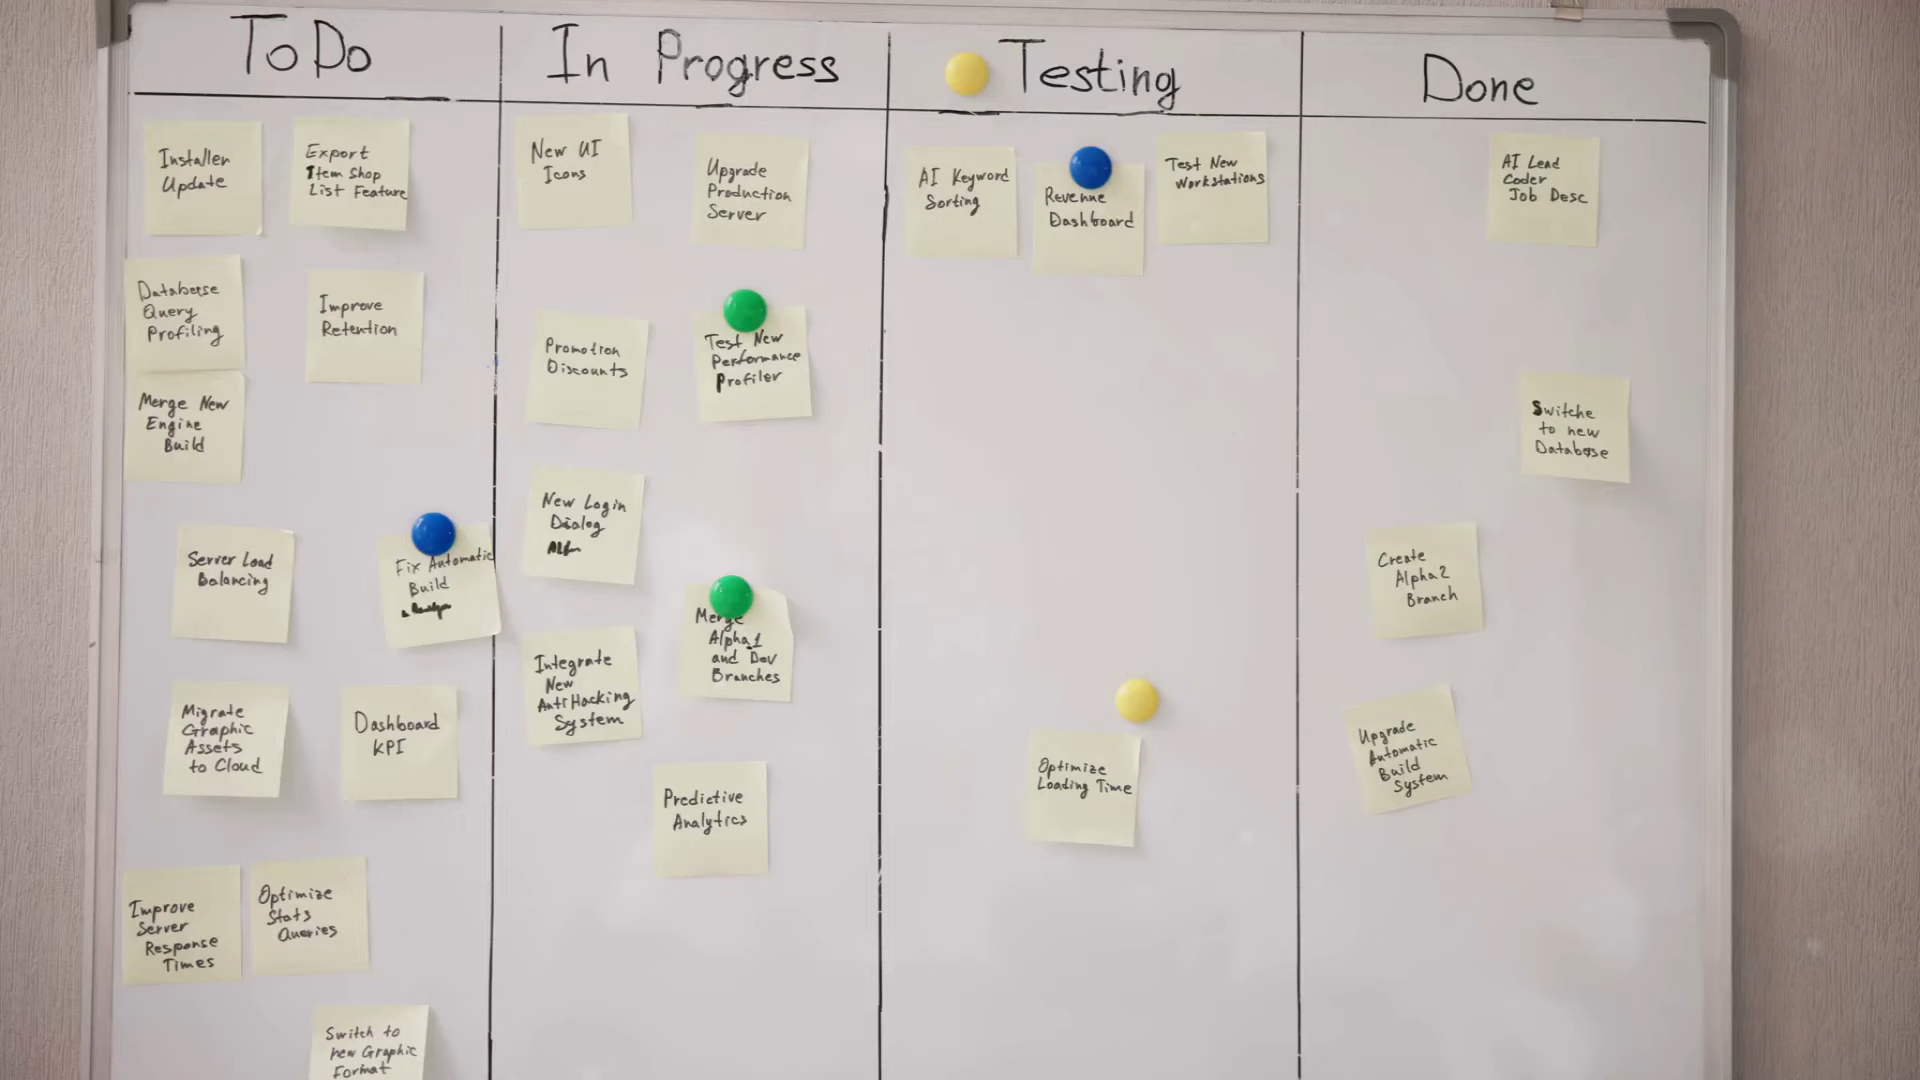 To Do
Installer
Update
Export
Item Shop
List Feature
Database
Query
Profiling
Improve
Retention
Merge New
Engine
Build
Server Load
Balancing
Fix Automatic
Build
Migrate
Graphic
Assets
to Cloud
Dashboard
KPI
Improve
Server
Response
Times
Optimize
Stats
Queries
Switch to
new Graphic
Format
In Progress
New UI
Icons
Upgrade
Production
Server
Promotion
Discounts
Test New
Performance
Profiler
New Login
Dialog
Merge
Alpha1
and Dev
Branches
Integrate
New
AntiHacking
System
Predictive
Analytics
Testing
AI Keyword
Sorting
Revenue
Dashboard
Test New
Workstations
Optimize
Loading Time
Done
AI Lead
Coder
Job Desc
Switche
to new
Database
Create
Alpha2
Branch
Upgrade
Automatic
Build
System